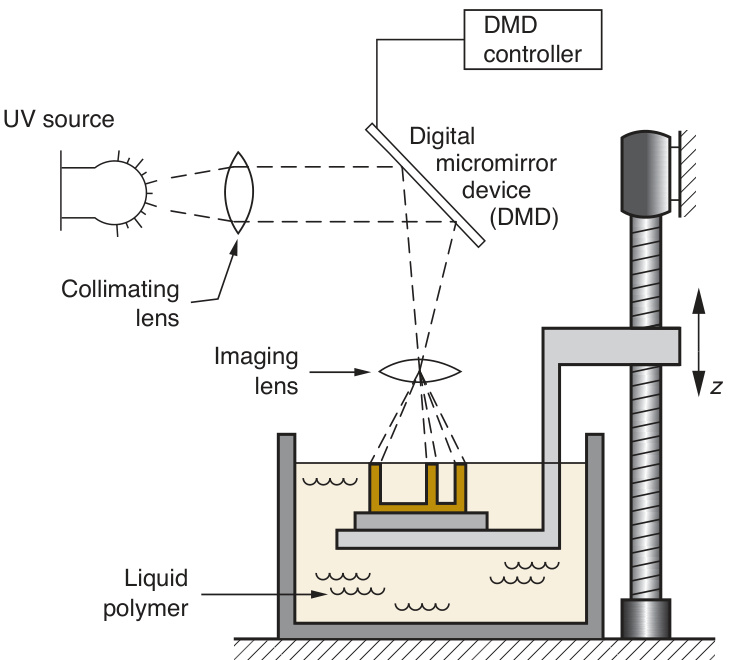 DMD
controller
UV source
Digital
micromirror
device
(DMD)
Collimating
lens
Imaging
lens
z
Liquid
polymer